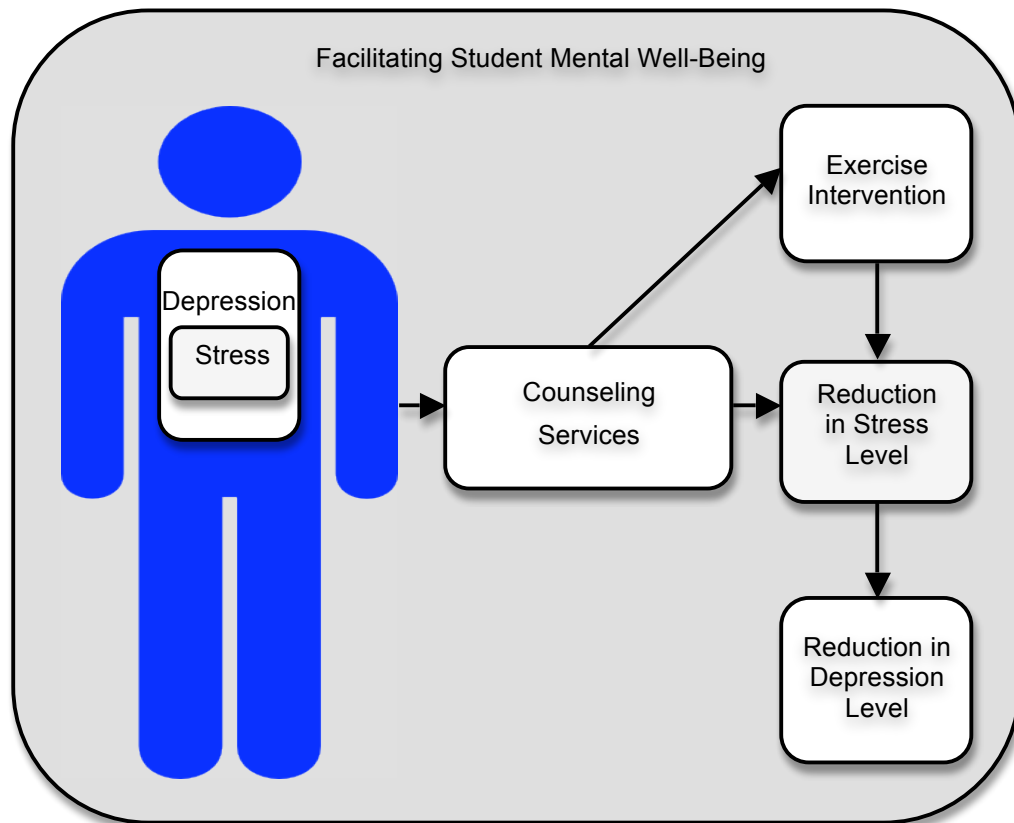 Facilitating Student Mental Well-Being
Depression
Stress
Counseling
Services
Exercise
Intervention
Reduction
in Stress
Level
Reduction in
Depression
Level